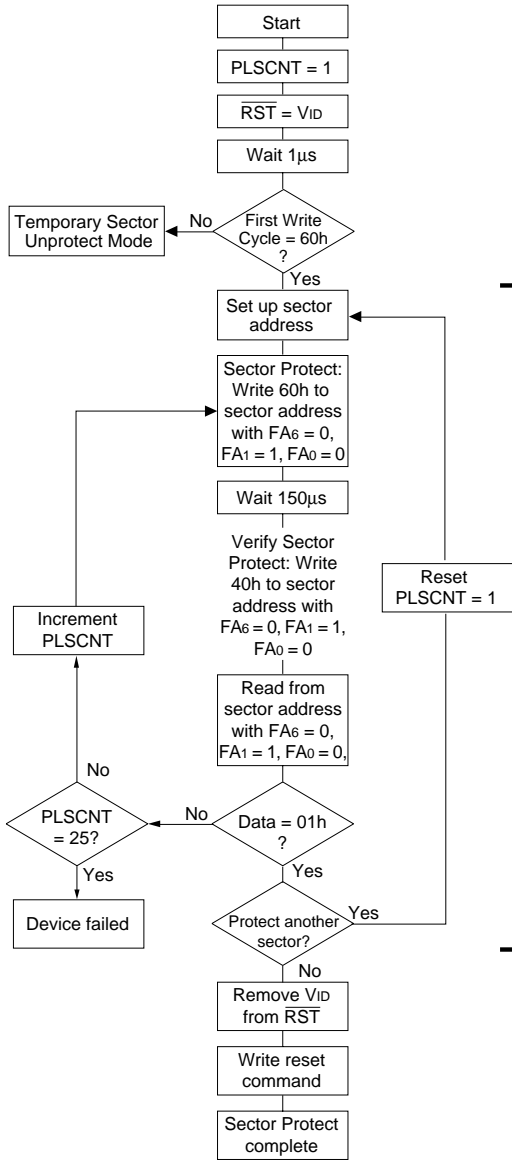 Start
PLSCNT = 1
RST = VID
Wait 1µs
First Write
Cycle = 60h
?
No
Temporary Sector
Unprotect Mode
Yes
Set up sector
address
Sector Protect:
Write 60h to
sector address
with FA6 = 0,
FA1 = 1, FA0 = 0
Wait 150µs
Verify Sector
Protect: Write
40h to sector
address with
FA6 = 0, FA1 = 1,
FA0 = 0
Reset
PLSCNT = 1
Increment
PLSCNT
Read from
sector address
with FA6 = 0,
FA1 = 1, FA0 = 0,
No
PLSCNT
= 25?
No
Data = 01h
?
Yes
Yes
Device failed
Protect another
sector?
Yes
No
Remove VID
from RST
Write reset
command
Sector Protect
complete